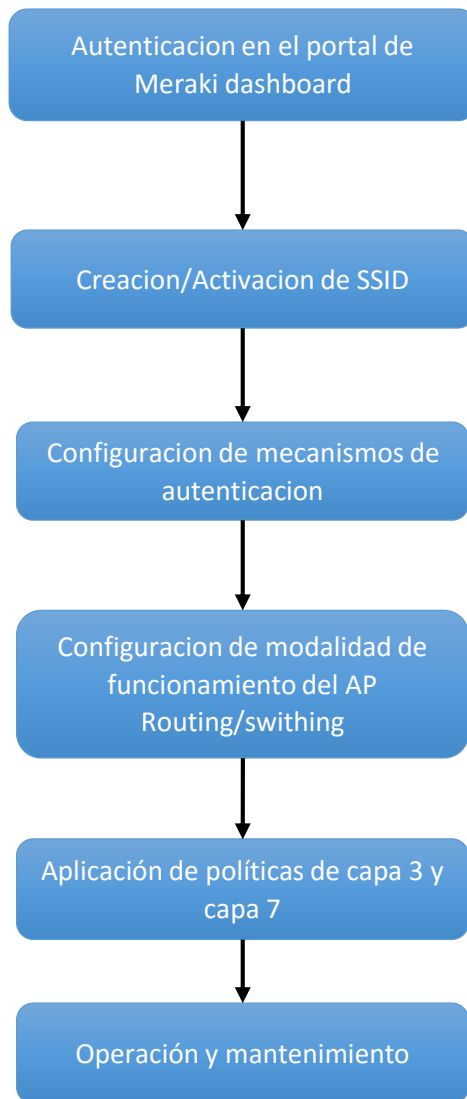 Autenticacion en el portal de
Meraki dashboard
Creacion/Activacion de SSID
Configuracion de mecanismos de
autenticacion
Configuracion de modalidad de
funcionamiento del AP
Routing/swithing
Aplicación de políticas de capa 3 y
capa 7
Operación y mantenimiento